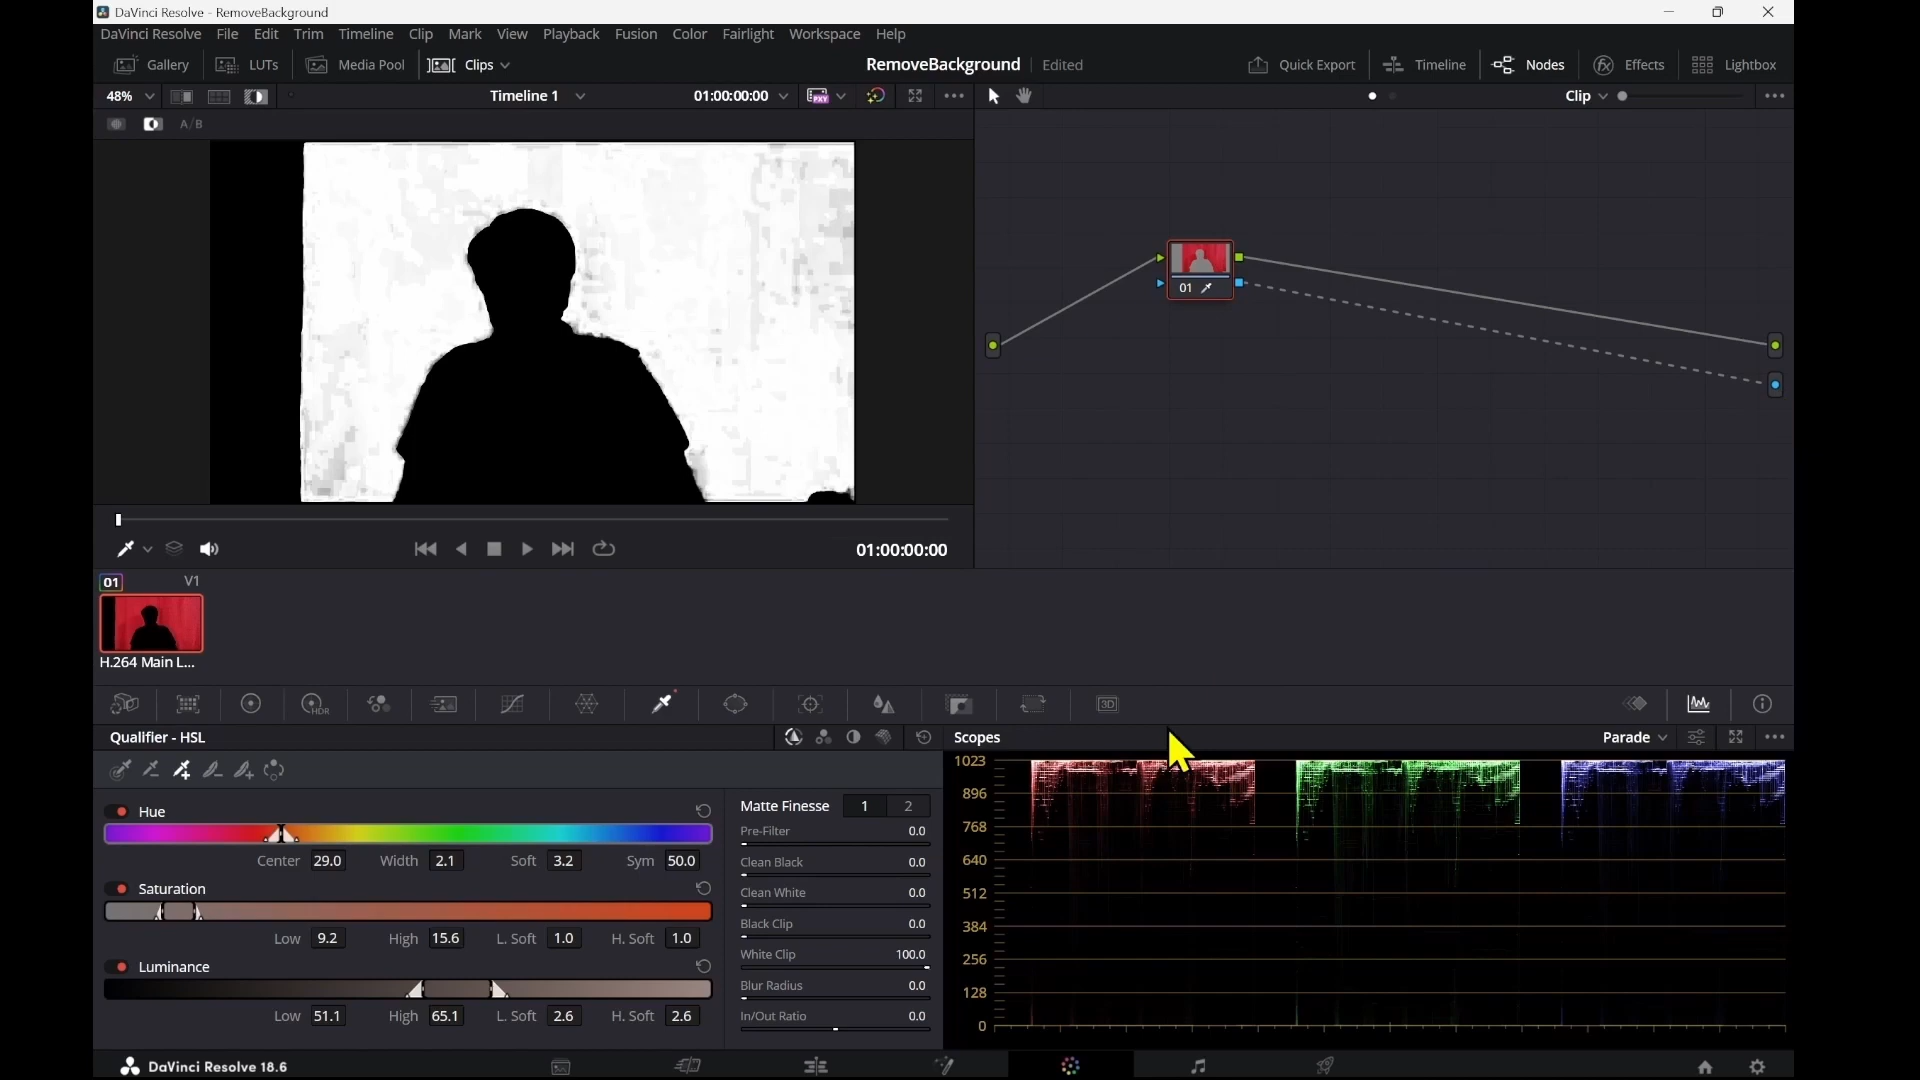 DaVinci Resolve - RemoveBackground
DaVinci Resolve File Edit Trim Timeline Clip Mark View Playback Fusion Color Fairlight Workspace Help
Gallery LUTs Media Pool Clips RemoveBackground Edited Quick Export Timeline Nodes Effects Lightbox
48% Timeline 1 01:00:00:00 PXY Clip
A/B
01
01:00:00:00
01 V1
H.264 Main L...
HDR 3D
Qualifier - HSL Scopes Parade
Hue
Center 29.0 Width 2.1 Soft 3.2 Sym 50.0
Saturation
Low 9.2 High 15.6 L. Soft 1.0 H. Soft 1.0
Luminance
Low 51.1 High 65.1 L. Soft 2.6 H. Soft 2.6
Matte Finesse 1 2
Pre-Filter 0.0
Clean Black 0.0
Clean White 0.0
Black Clip 0.0
White Clip 100.0
Blur Radius 0.0
In/Out Ratio 0.0
1023
896
768
640
512
384
256
128
0
DaVinci Resolve 18.6